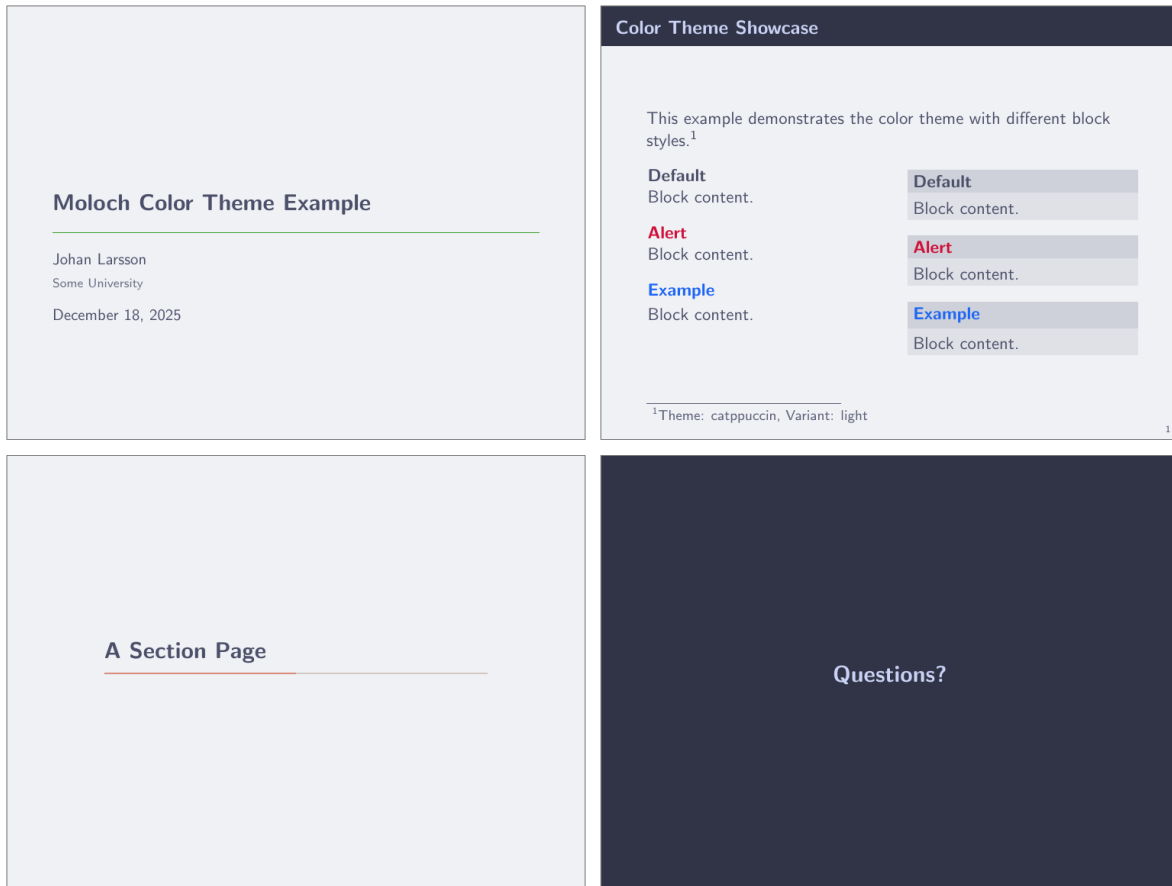 Moloch Color Theme Example
Johan Larsson
Some University
December 18, 2025
Color Theme Showcase
This example demonstrates the color theme with different block
styles.¹
Default
Block content.
Alert
Block content.
Example
Block content.
Default
Block content.
Alert
Block content.
Example
Block content.
¹Theme: catppuccin, Variant: light
1
A Section Page
Questions?